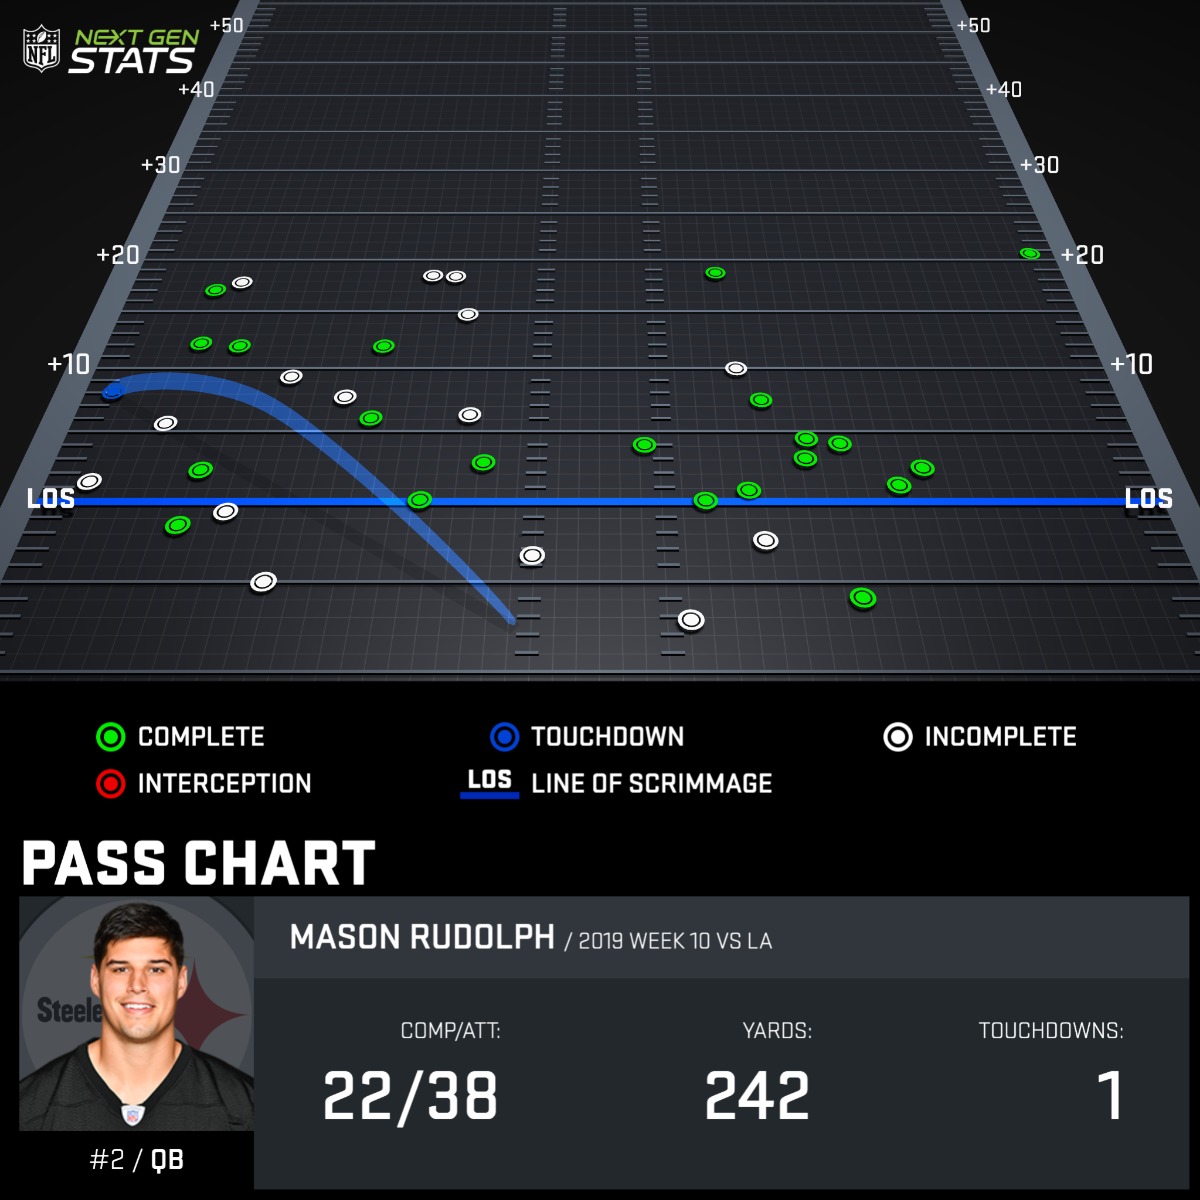 NFL NEXT GEN STATS
+50 +50
+40 +40
+30 +30
+20 +20
+10 +10
LOS LOS
COMPLETE TOUCHDOWN INCOMPLETE
INTERCEPTION LOS LINE OF SCRIMMAGE
PASS CHART
MASON RUDOLPH / 2019 WEEK 10 VS LA
Steele
COMP/ATT: YARDS: TOUCHDOWNS:
22/38 242 1
#2 / QB